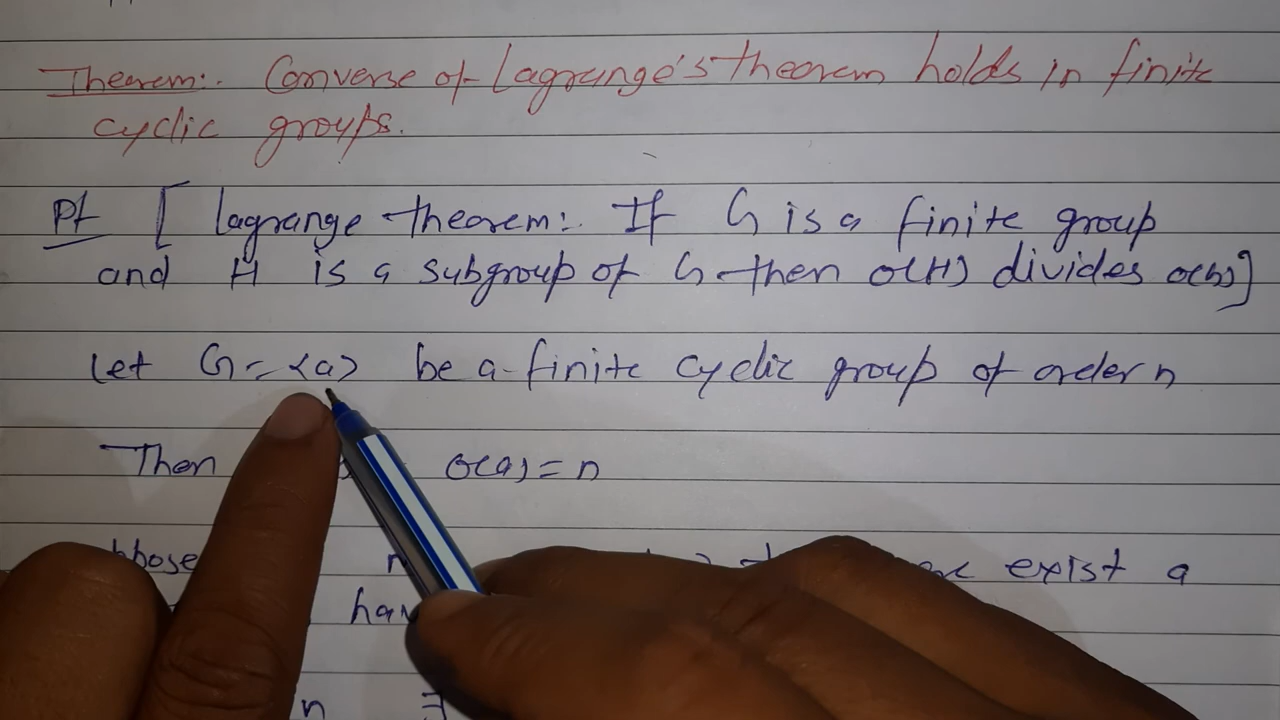 Theorem:. Converse of Lagrange's theorem holds in finite
cyclic groups.
Pf [ Lagrange theorem:. If G is a finite group
and H is a subgroup of G then o(H) divides o(G)]
Let G = <a> be a finite cyclic group of order n
Then o(a) = n
exist a
n ∃